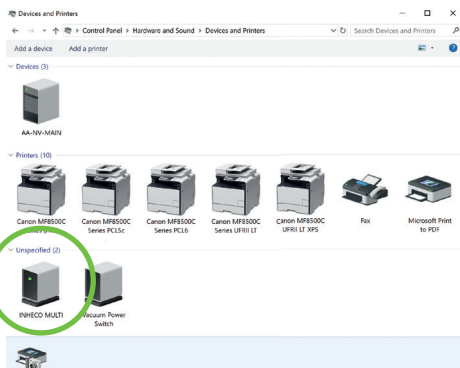 Devices and Printers
Control Panel > Hardware and Sound > Devices and Printers
Search Devices and Printers
Add a device Add a printer
Devices (3)
AA-NV-MAIN
Printers (10)
Canon MF8500C Canon MF8500C Canon MF8500C Canon MF8500C Canon MF8500C Fax Microsoft Print
Series Series PCL5c Series PCL6 Series UFRII LT UFRII LT XPS to PDF
Unspecified (2)
INHECO MULTI Vacuum Power
Switch